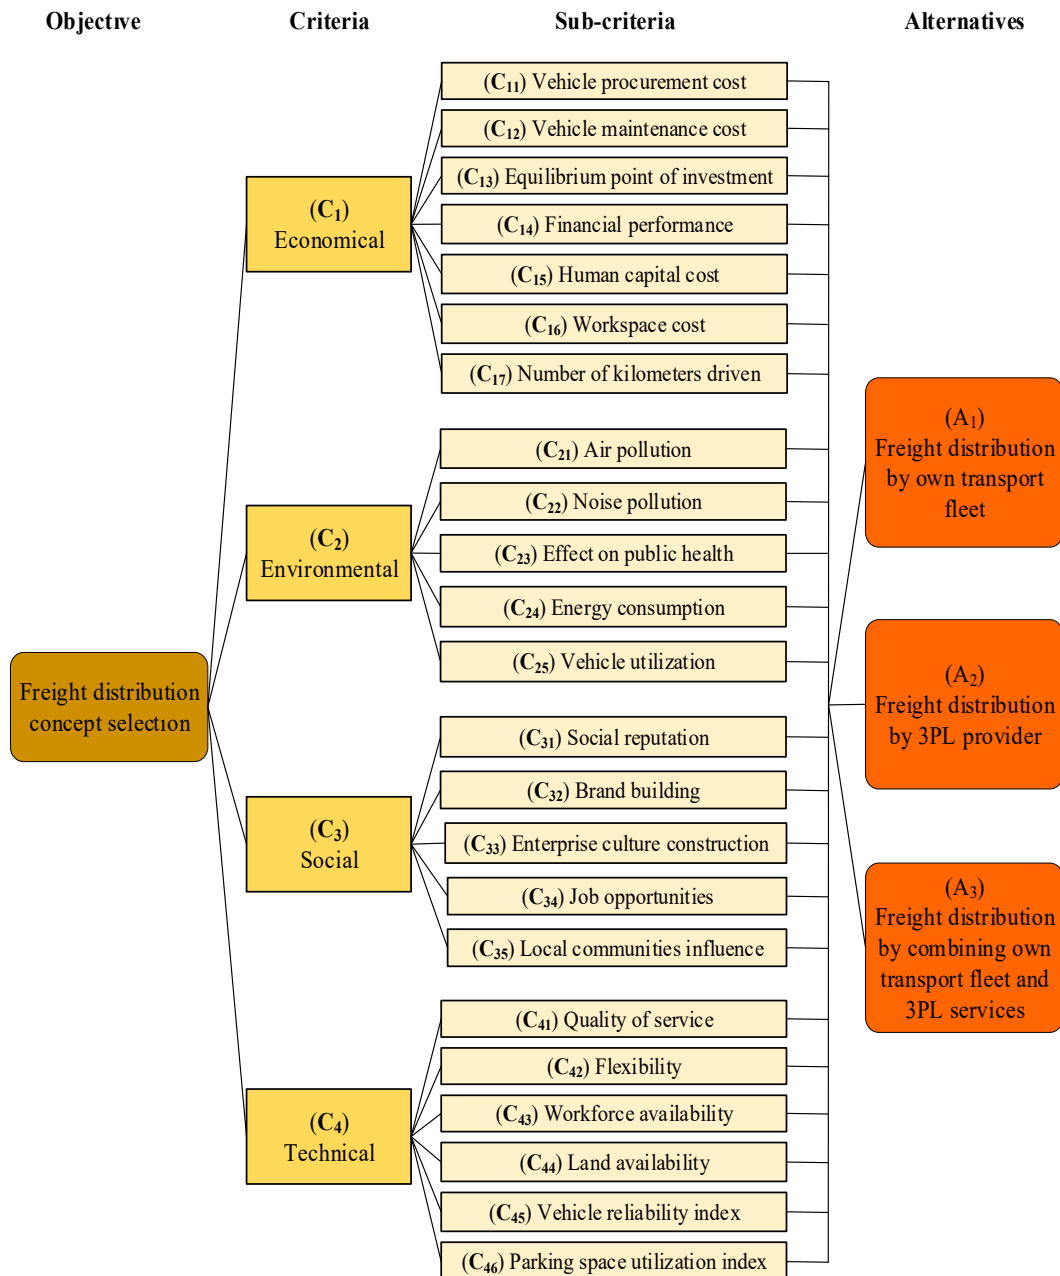 Objective
Criteria
Sub-criteria
Alternatives
Freight distribution
concept selection
(C₁)
Economical
(C₂)
Environmental
(C₃)
Social
(C₄)
Technical
(C₁₁) Vehicle procurement cost
(C₁₂) Vehicle maintenance cost
(C₁₃) Equilibrium point of investment
(C₁₄) Financial performance
(C₁₅) Human capital cost
(C₁₆) Workspace cost
(C₁₇) Number of kilometers driven
(C₂₁) Air pollution
(C₂₂) Noise pollution
(C₂₃) Effect on public health
(C₂₄) Energy consumption
(C₂₅) Vehicle utilization
(C₃₁) Social reputation
(C₃₂) Brand building
(C₃₃) Enterprise culture construction
(C₃₄) Job opportunities
(C₃₅) Local communities influence
(C₄₁) Quality of service
(C₄₂) Flexibility
(C₄₃) Workforce availability
(C₄₄) Land availability
(C₄₅) Vehicle reliability index
(C₄₆) Parking space utilization index
(A₁)
Freight distribution
by own transport
fleet
(A₂)
Freight distribution
by 3PL provider
(A₃)
Freight distribution
by combining own
transport fleet and
3PL services